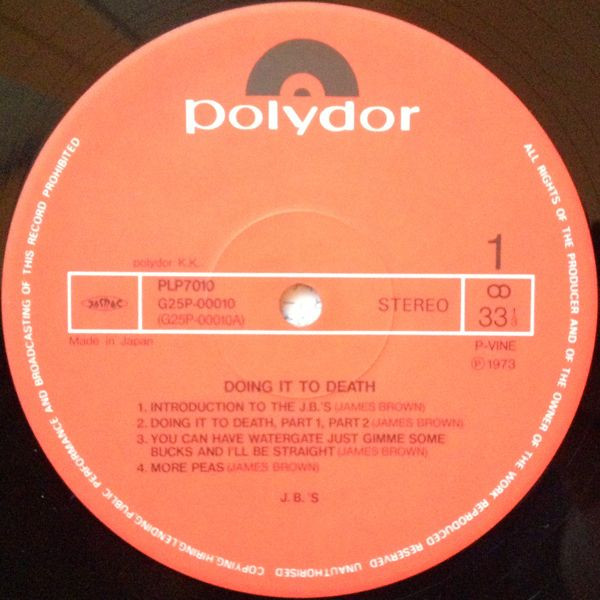 polydor
polydor K.K.
1
JASRAC
PLP7010
G25P-00010
(G25P-00010A)
STEREO
33 1/3
Made in Japan
P-VINE
Ⓟ1973
DOING IT TO DEATH
1. INTRODUCTION TO THE J.B.'S (JAMES BROWN)
2. DOING IT TO DEATH, PART 1, PART 2 (JAMES BROWN)
3. YOU CAN HAVE WATERGATE JUST GIMME SOME
BUCKS AND I'LL BE STRAIGHT (JAMES BROWN)
4. MORE PEAS (JAMES BROWN)
J.B.'S
ALL RIGHTS OF THE PRODUCER AND OF THE OWNER OF THE WORK REPRODUCED RESERVED UNAUTHORISED COPYING,HIRING,LENDING,PUBLIC PERFORMANCE AND BROADCASTING OF THIS RECORD PROHIBITED